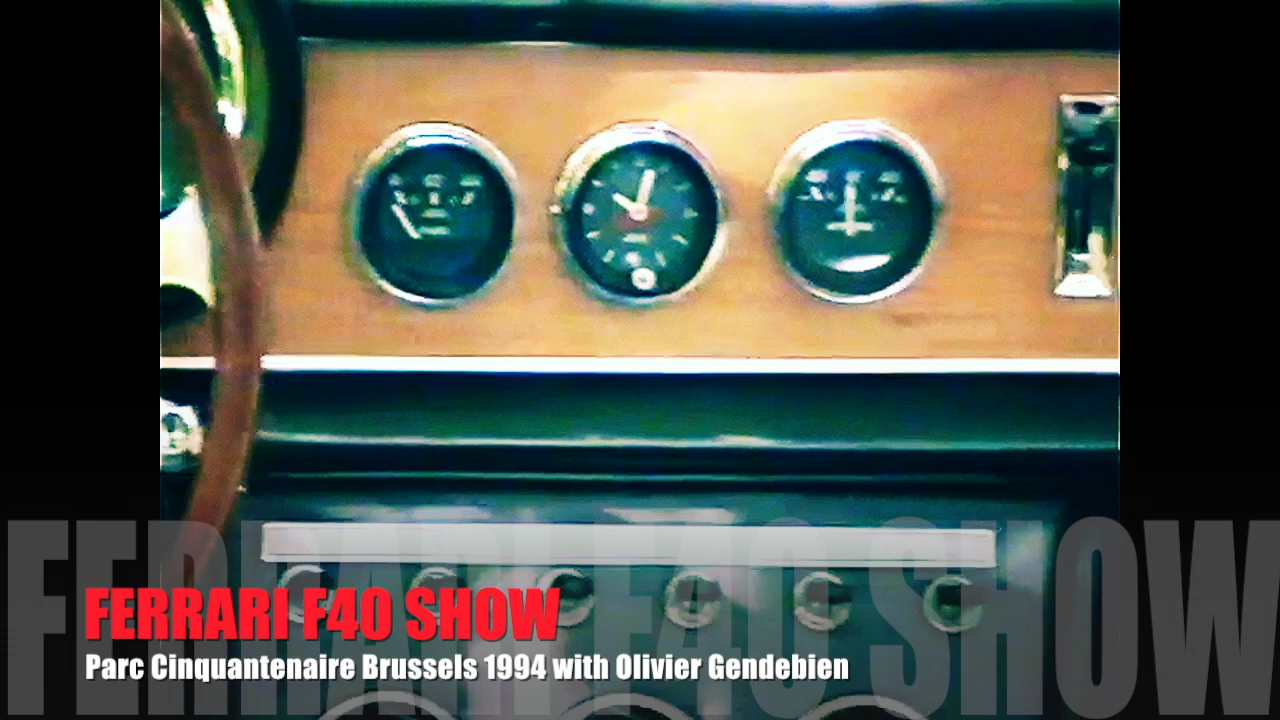 FERRARI F40 SHOW
FERRARI F40 SHOW
Parc Cinquantenaire Brussels 1994 with Olivier Gendebien